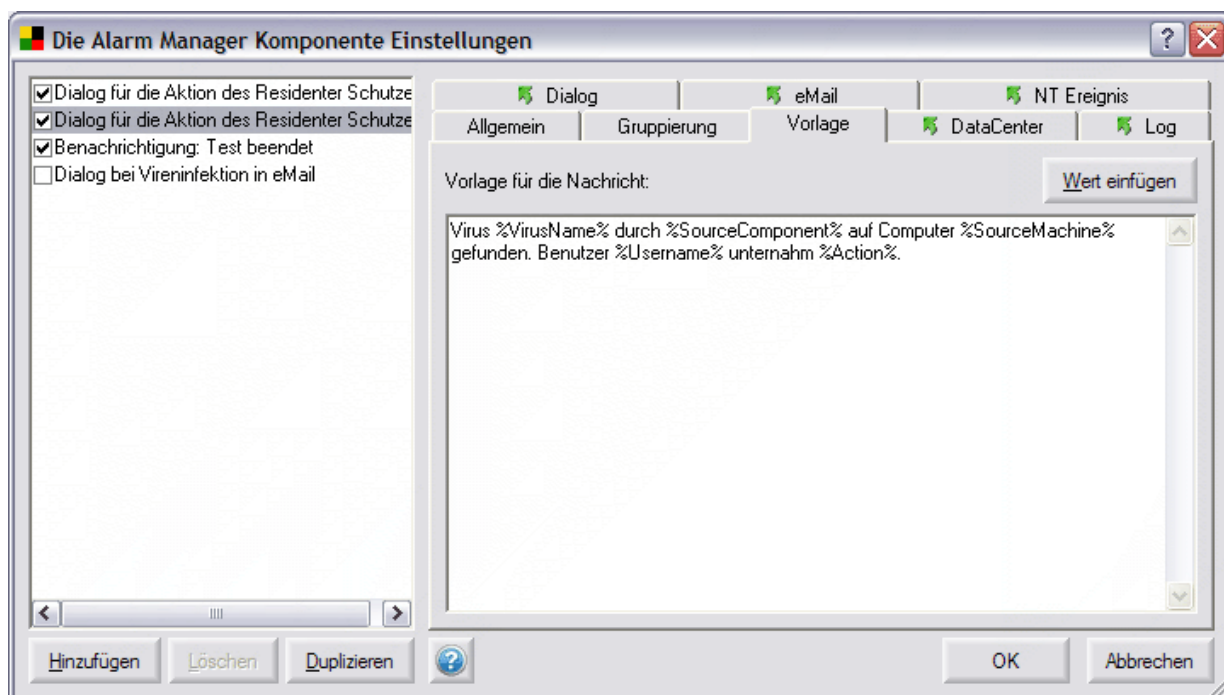 Die Alarm Manager Komponente Einstellungen
Dialog für die Aktion des Residenter Schutze
Dialog für die Aktion des Residenter Schutze
Benachrichtigung: Test beendet
Dialog bei Vireninfektion in eMail
Dialog
eMail
NT Ereignis
Allgemein
Gruppierung
Vorlage
DataCenter
Log
Vorlage für die Nachricht:
Wert einfügen
Virus %VirusName% durch %SourceComponent% auf Computer %SourceMachine%
gefunden. Benutzer %Username% unternahm %Action%.
Hinzufügen
Löschen
Duplizieren
OK
Abbrechen